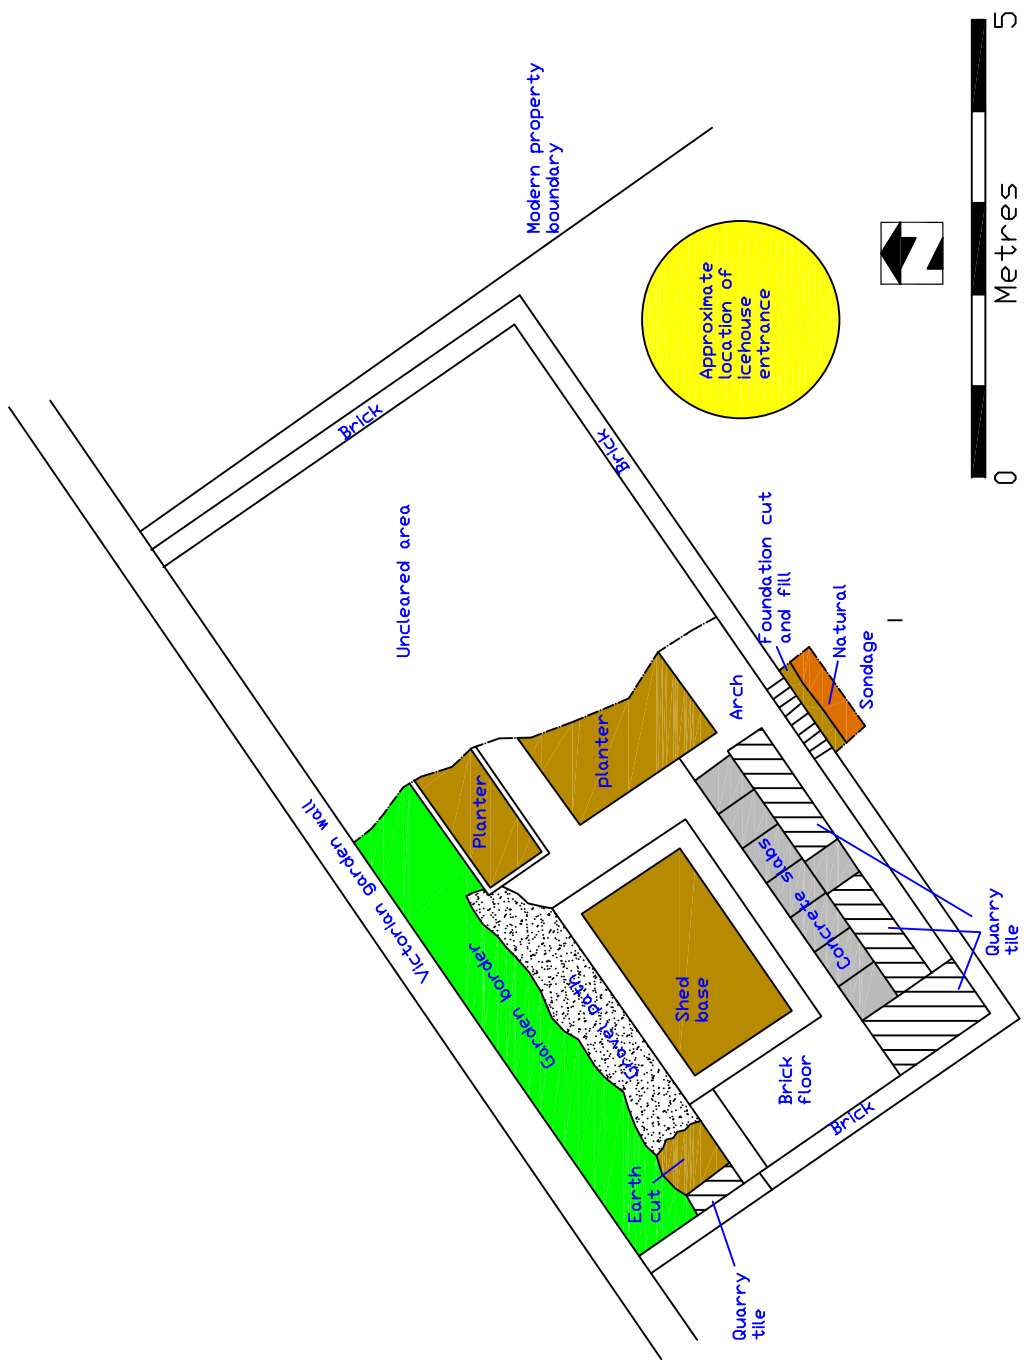 Modern property
boundary
Approximate
location of
icehouse
entrance
Brick
Brick
Uncleared area
Victorian garden wall
Foundation cut
and fill
Natural
Sondage
Arch
Planter
planter
Garden border
Gravel path
Concrete slabs
Shed
base
Quarry
tile
Brick
floor
Brick
Earth
cut
Quarry
tile
N
0
Metres
5